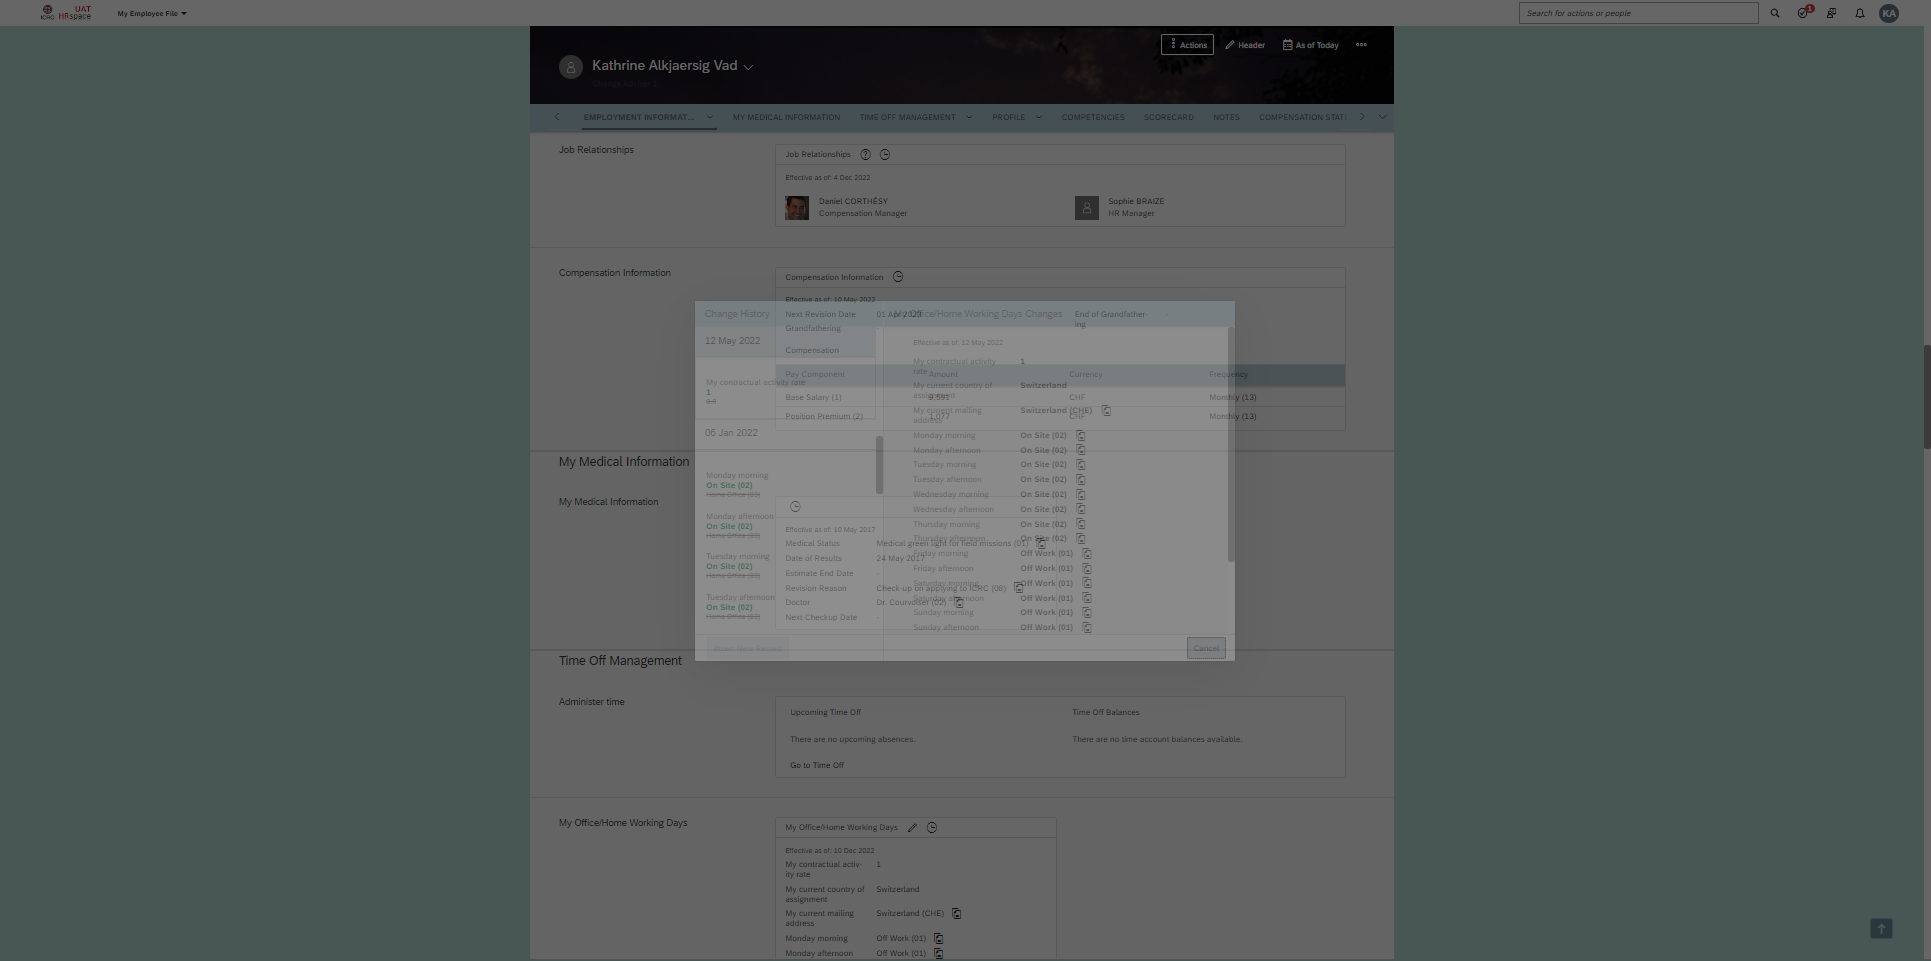 ICRC
UAT
HRspace
My Employee File
Search for actions or people
1
KA
Actions
Header
As of Today
Kathrine Alkjaersig Vad
EMPLOYMENT INFORMAT...
MY MEDICAL INFORMATION
TIME OFF MANAGEMENT
PROFILE
COMPETENCIES
SCORECARD
NOTES
COMPENSATION STAT
Job Relationships
Job Relationships
Effective as of: 4 Dec 2022
Daniel CORTHÉSY
Compensation Manager
Sophie BRAIZE
HR Manager
Compensation Information
Compensation Information
Effective as of: 10 May 2022
Next Revision Date
01 Apr 2023
End of Grandfather-
ing
-
Grandfathering
Compensation
Pay Component
Amount
Currency
Frequency
Base Salary (1)
CHF
Monthly (13)
Position Premium (2)
1,077
CHF
Monthly (13)
Change History
My Office/Home Working Days Changes
12 May 2022
My contractual activity rate
1
06 Jan 2022
Monday morning
On Site (02)
Home Office (03)
Monday afternoon
On Site (02)
Home Office (03)
Tuesday morning
On Site (02)
Home Office (03)
Tuesday afternoon
On Site (02)
Home Office (03)
Insert New Record
Effective as of: 12 May 2022
My contractual activity
rate
1
My current country of
assignment
Switzerland
My current mailing
address
Switzerland (CHE)
Monday morning
On Site (02)
Monday afternoon
On Site (02)
Tuesday morning
On Site (02)
Tuesday afternoon
On Site (02)
Wednesday morning
On Site (02)
Wednesday afternoon
On Site (02)
Thursday morning
On Site (02)
Thursday afternoon
On Site (02)
Friday morning
Off Work (01)
Friday afternoon
Off Work (01)
Saturday morning
Off Work (01)
Saturday afternoon
Off Work (01)
Sunday morning
Off Work (01)
Sunday afternoon
Off Work (01)
Cancel
My Medical Information
My Medical Information
Effective as of: 10 May 2017
Medical Status
Medical green light for field missions (01)
Date of Results
24 May 2017
Estimate End Date
-
Revision Reason
Check-up on applying to ICRC (08)
Doctor
Dr. Courvoiser (02)
Next Checkup Date
-
Time Off Management
Administer time
Upcoming Time Off
There are no upcoming absences.
Go to Time Off
Time Off Balances
There are no time account balances available.
My Office/Home Working Days
My Office/Home Working Days
Effective as of: 10 Dec 2022
My contractual activ-
ity rate
1
My current country of
assignment
Switzerland
My current mailing
address
Switzerland (CHE)
Monday morning
Off Work (01)
Monday afternoon
Off Work (01)